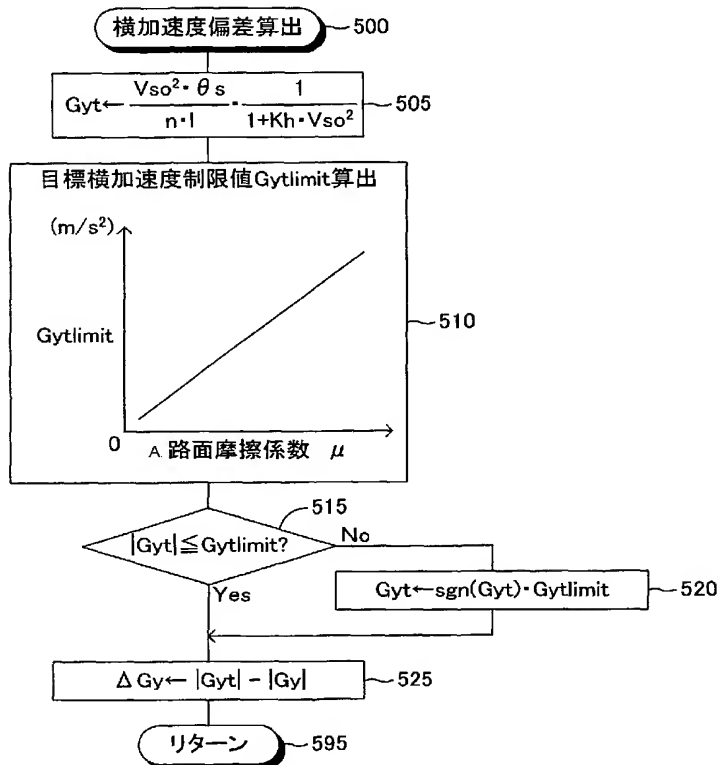 横加速度偏差算出 500
Gyt← Vso²・θs / n・l ・ 1 / 1+Kh・Vso² 505
目標横加速度制限値Gytlimit算出
(m/s²)
Gytlimit
510
0
A. 路面摩擦係数 μ
515
|Gyt|≦Gytlimit?
No
Yes
Gyt←sgn(Gyt)・Gytlimit 520
ΔGy← |Gyt| - |Gy| 525
リターン 595